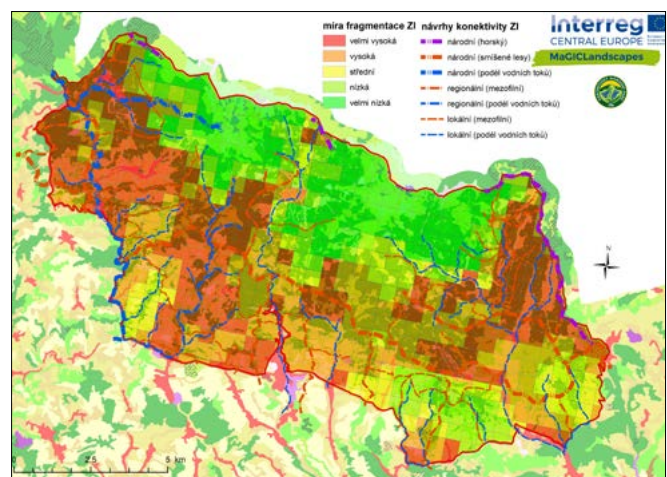 míra fragmentace ZI
velmi vysoká
vysoká
střední
nízká
velmi nízká
návrhy konektivity ZI
národní (horský)
národní (smíšené lesy)
národní (podél vodních toků)
regionální (mezofilní)
regionální (podél vodních toků)
lokální (mezofilní)
lokální (podél vodních toků)
Interreg
CENTRAL EUROPE
MaGICLandscapes
N
0 2.5 5 km